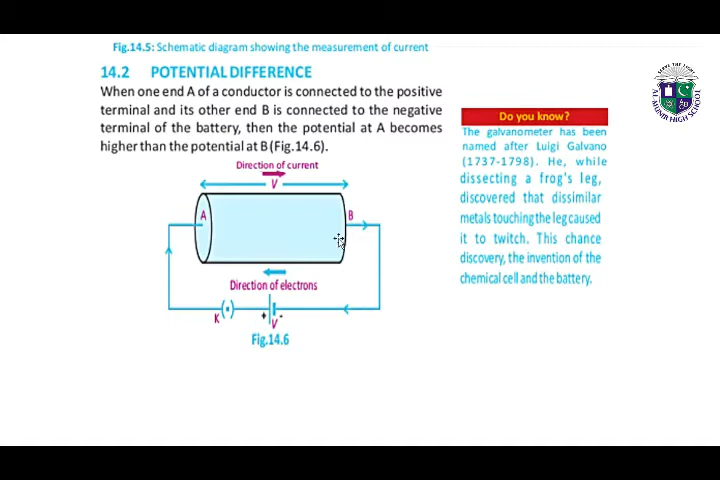 Fig.14.5: Schematic diagram showing the measurement of current
14.2 POTENTIAL DIFFERENCE
When one end A of a conductor is connected to the positive
terminal and its other end B is connected to the negative
terminal of the battery, then the potential at A becomes
higher than the potential at B (Fig.14.6).
Direction of current
V
A
B
Direction of electrons
K
+
V
-
Fig.14.6
Do you know?
The galvanometer has been
named after Luigi Galvano
(1737-1798). He, while
dissecting a frog's leg,
discovered that dissimilar
metals touching the leg caused
it to twitch. This chance
discovery, the invention of the
chemical cell and the battery.
AL MUNIR HIGH SCHOOL